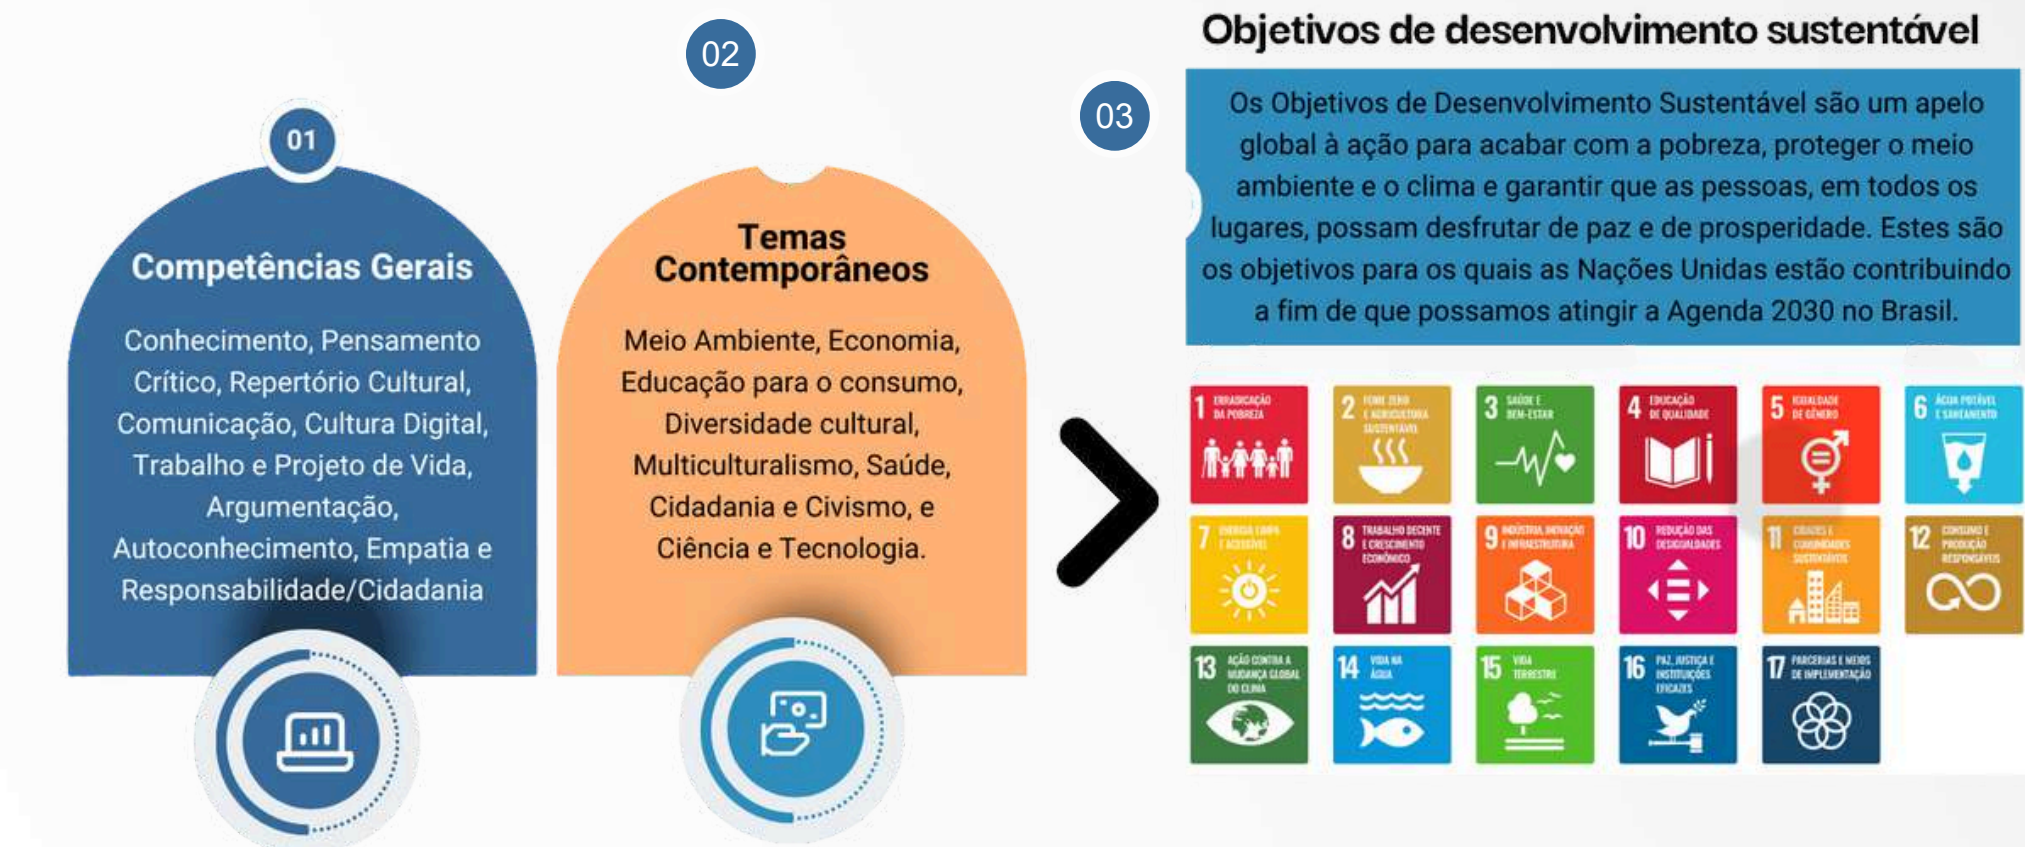 01
Competências Gerais
Conhecimento, Pensamento
Crítico, Repertório Cultural,
Comunicação, Cultura Digital,
Trabalho e Projeto de Vida,
Argumentação,
Autoconhecimento, Empatia e
Responsabilidade/Cidadania
02
Temas
Contemporâneos
Meio Ambiente, Economia,
Educação para o consumo,
Diversidade cultural,
Multiculturalismo, Saúde,
Cidadania e Civismo, e
Ciência e Tecnologia.
03
Objetivos de desenvolvimento sustentável
Os Objetivos de Desenvolvimento Sustentável são um apelo
global à ação para acabar com a pobreza, proteger o meio
ambiente e o clima e garantir que as pessoas, em todos os
lugares, possam desfrutar de paz e de prosperidade. Estes são
os objetivos para os quais as Nações Unidas estão contribuindo
a fim de que possamos atingir a Agenda 2030 no Brasil.
1 ERRADICAÇÃO
DA POBREZA
2 FOME ZERO
E AGRICULTURA
SUSTENTÁVEL
3 SAÚDE E
BEM-ESTAR
4 EDUCAÇÃO
DE QUALIDADE
5 IGUALDADE
DE GÊNERO
6 ÁGUA POTÁVEL
E SANEAMENTO
7 ENERGIA LIMPA
E ACESSÍVEL
8 TRABALHO DECENTE
E CRESCIMENTO
ECONÔMICO
9 INDÚSTRIA, INOVAÇÃO
E INFRAESTRUTURA
10 REDUÇÃO DAS
DESIGUALDADES
11 CIDADES E
COMUNIDADES
SUSTENTÁVEIS
12 CONSUMO E
PRODUÇÃO
RESPONSÁVEIS
13 AÇÃO CONTRA A
MUDANÇA GLOBAL
DO CLIMA
14 VIDA NA
ÁGUA
15 VIDA
TERRESTRE
16 PAZ, JUSTIÇA E
INSTITUIÇÕES
EFICAZES
17 PARCERIAS E MEIOS
DE IMPLEMENTAÇÃO